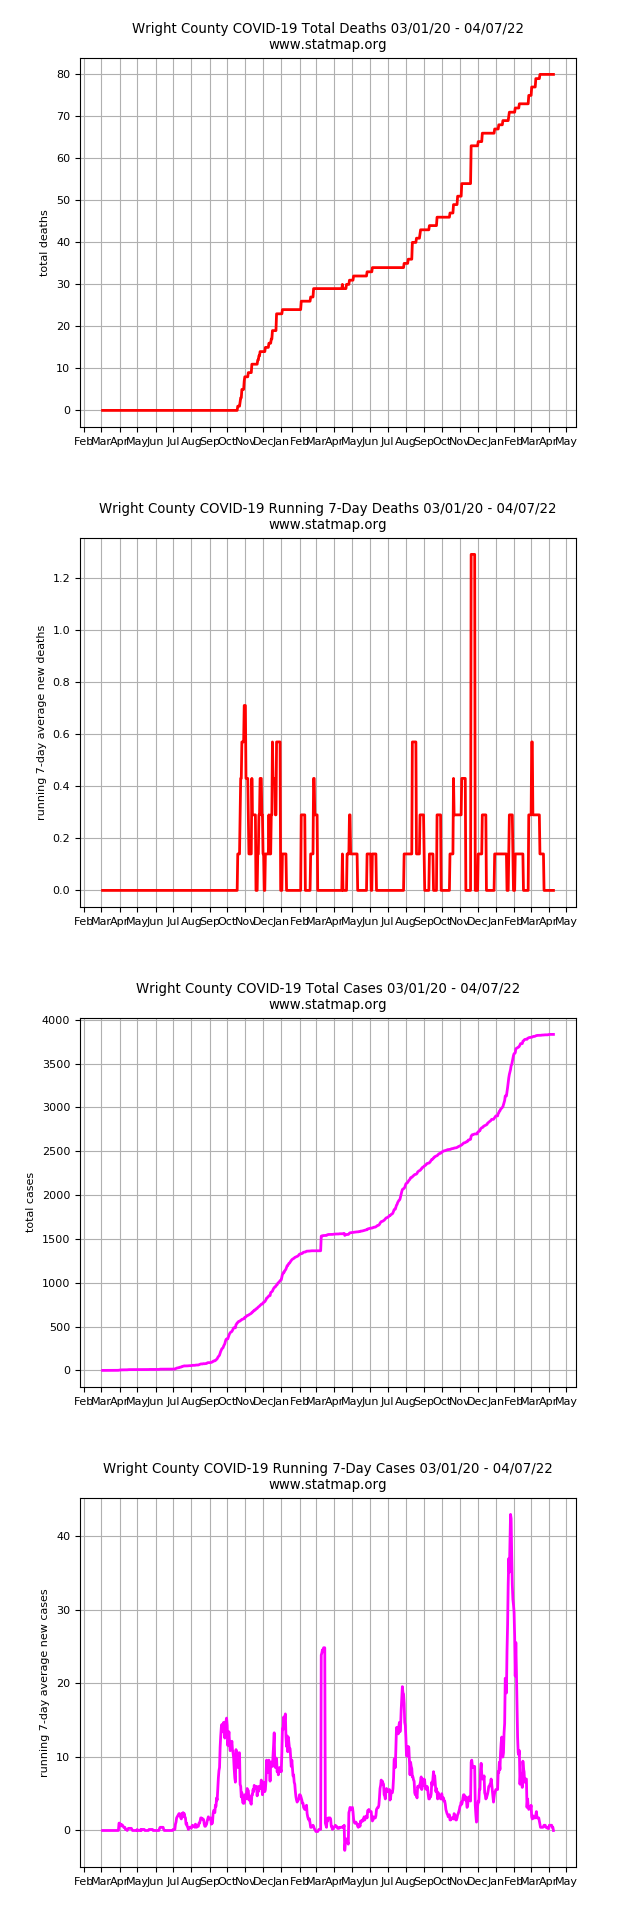 Wright County COVID-19 Total Deaths 03/01/20 - 04/07/22
www.statmap.org
total deaths
80
70
60
50
40
30
20
10
0
Feb Mar Apr May Jun Jul Aug Sep Oct Nov Dec Jan Feb Mar Apr May Jun Jul Aug Sep Oct Nov Dec Jan Feb Mar Apr May
Wright County COVID-19 Running 7-Day Deaths 03/01/20 - 04/07/22
www.statmap.org
running 7-day average new deaths
1.2
1.0
0.8
0.6
0.4
0.2
0.0
Feb Mar Apr May Jun Jul Aug Sep Oct Nov Dec Jan Feb Mar Apr May Jun Jul Aug Sep Oct Nov Dec Jan Feb Mar Apr May
Wright County COVID-19 Total Cases 03/01/20 - 04/07/22
www.statmap.org
total cases
4000
3500
3000
2500
2000
1500
1000
500
0
Feb Mar Apr May Jun Jul Aug Sep Oct Nov Dec Jan Feb Mar Apr May Jun Jul Aug Sep Oct Nov Dec Jan Feb Mar Apr May
Wright County COVID-19 Running 7-Day Cases 03/01/20 - 04/07/22
www.statmap.org
running 7-day average new cases
40
30
20
10
0
Feb Mar Apr May Jun Jul Aug Sep Oct Nov Dec Jan Feb Mar Apr May Jun Jul Aug Sep Oct Nov Dec Jan Feb Mar Apr May